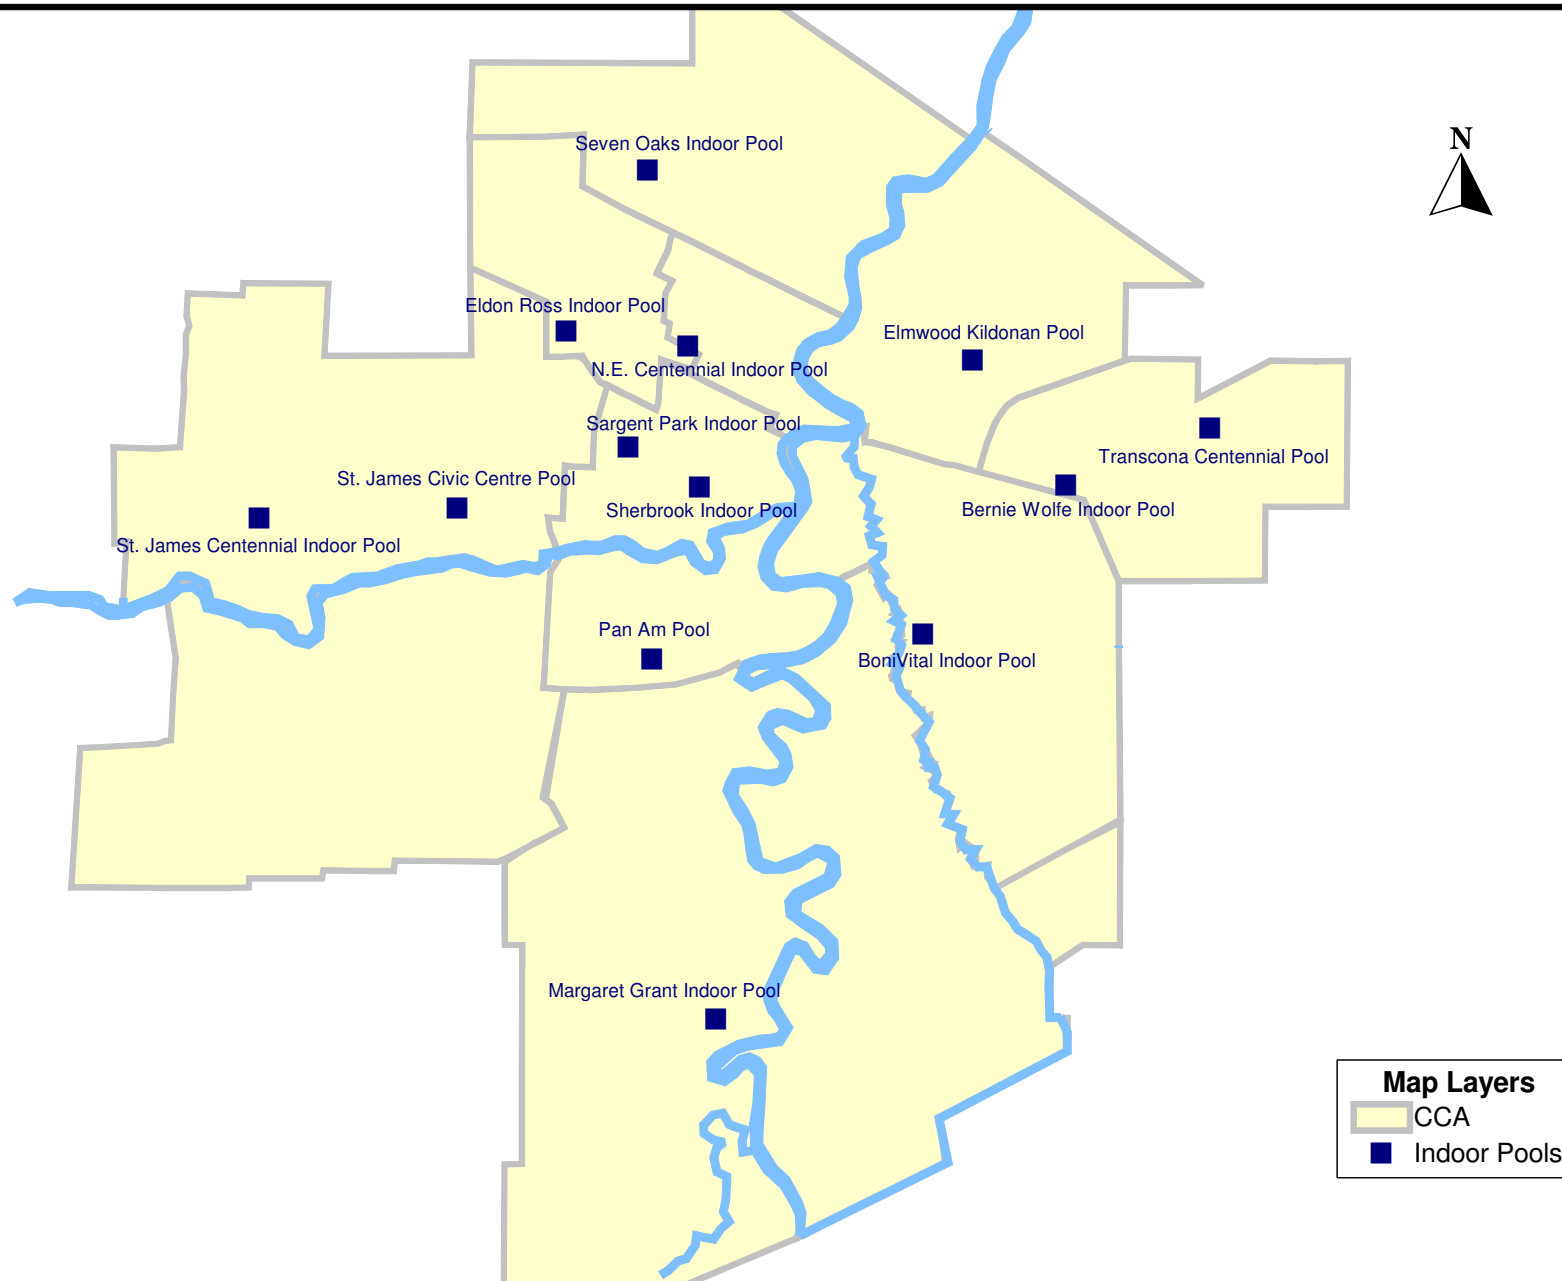 Seven Oaks Indoor Pool
N
Eldon Ross Indoor Pool
Elmwood Kildonan Pool
N.E. Centennial Indoor Pool
Sargent Park Indoor Pool
Transcona Centennial Pool
St. James Civic Centre Pool
Sherbrook Indoor Pool
Bernie Wolfe Indoor Pool
St. James Centennial Indoor Pool
Pan Am Pool
BoniVital Indoor Pool
Margaret Grant Indoor Pool
Map Layers
CCA
Indoor Pools